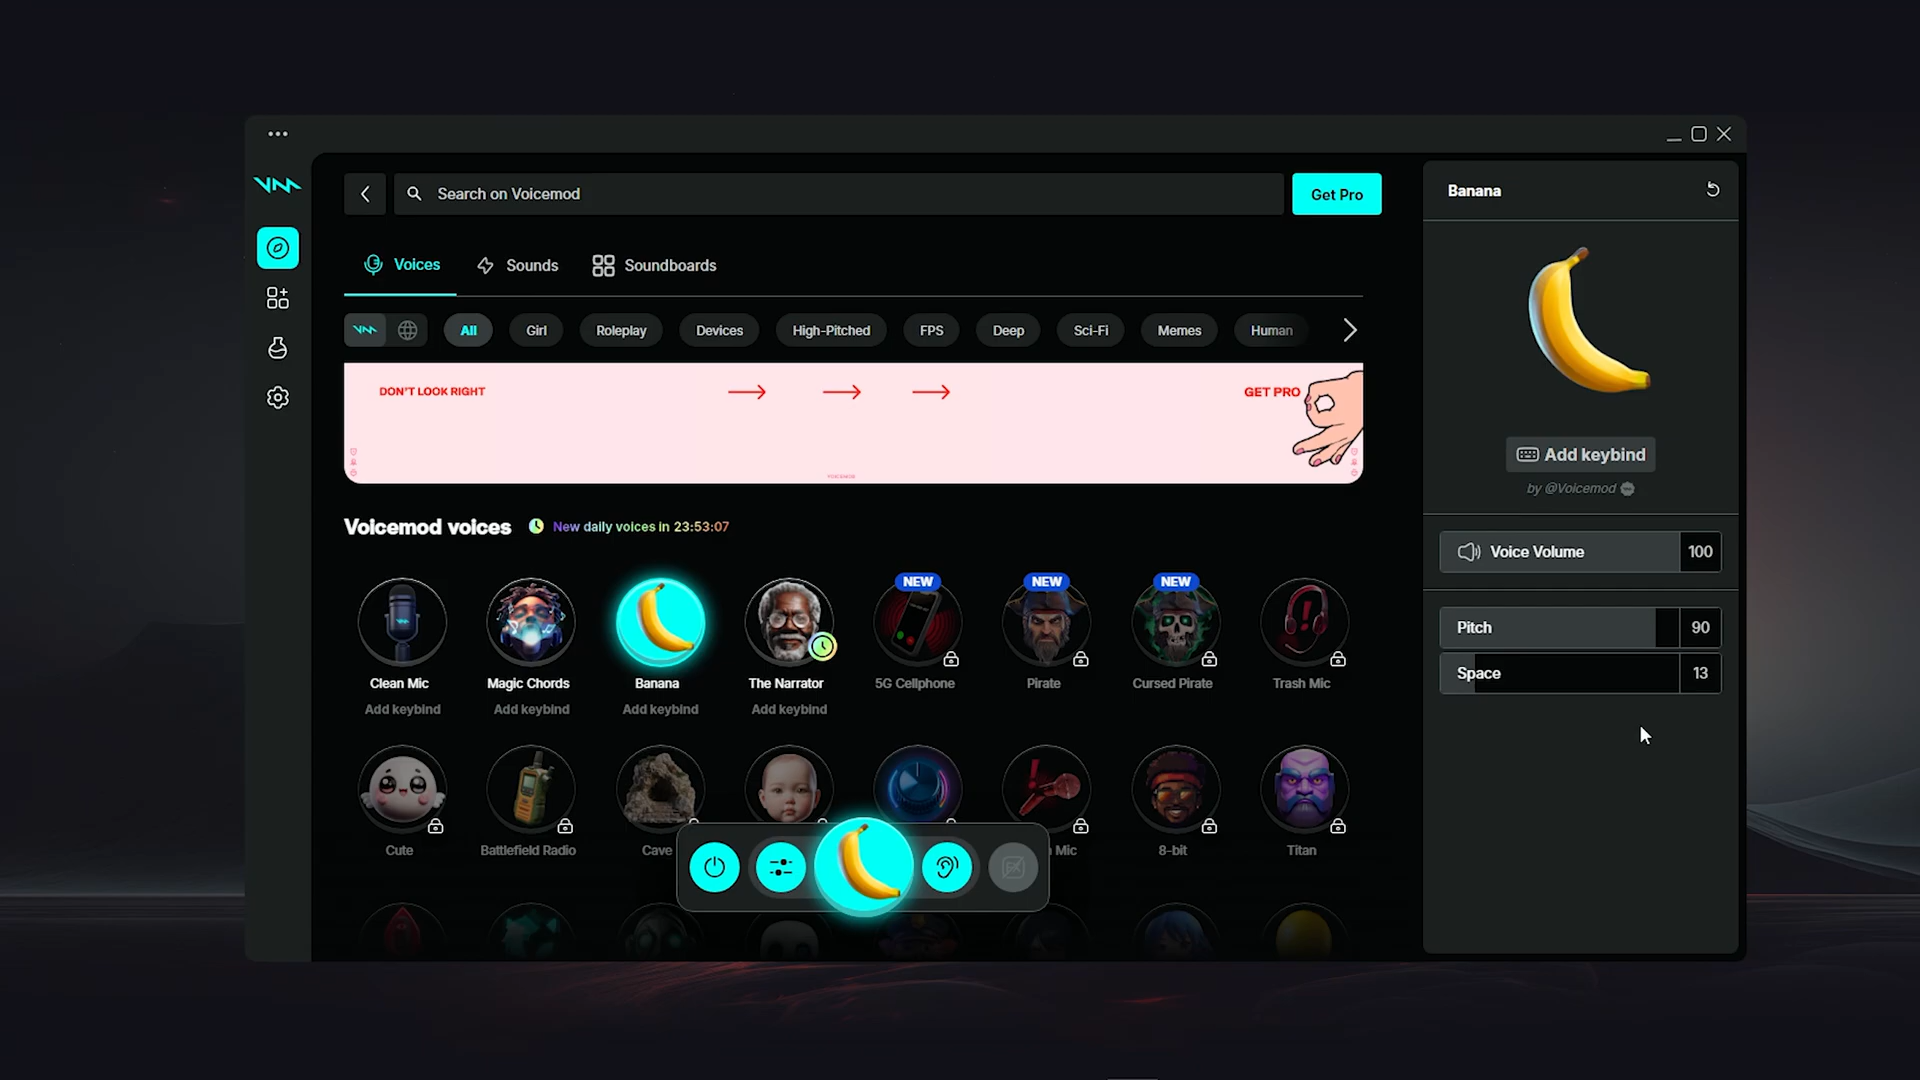 Search on Voicemod
Get Pro
Banana
Voices
Sounds
Soundboards
All
Girl
Roleplay
Devices
High-Pitched
FPS
Deep
Sci-Fi
Memes
Human
DON'T LOOK RIGHT
GET PRO
Add keybind
by @Voicemod
Voicemod voices
New daily voices in 23:53:07
Voice Volume 100
NEW
NEW
NEW
Pitch 90
Space 13
Clean Mic
Magic Chords
Banana
The Narrator
5G Cellphone
Pirate
Cursed Pirate
Trash Mic
Add keybind
Add keybind
Add keybind
Add keybind
Cute
Battlefield Radio
Cave
Mic
8-bit
Titan